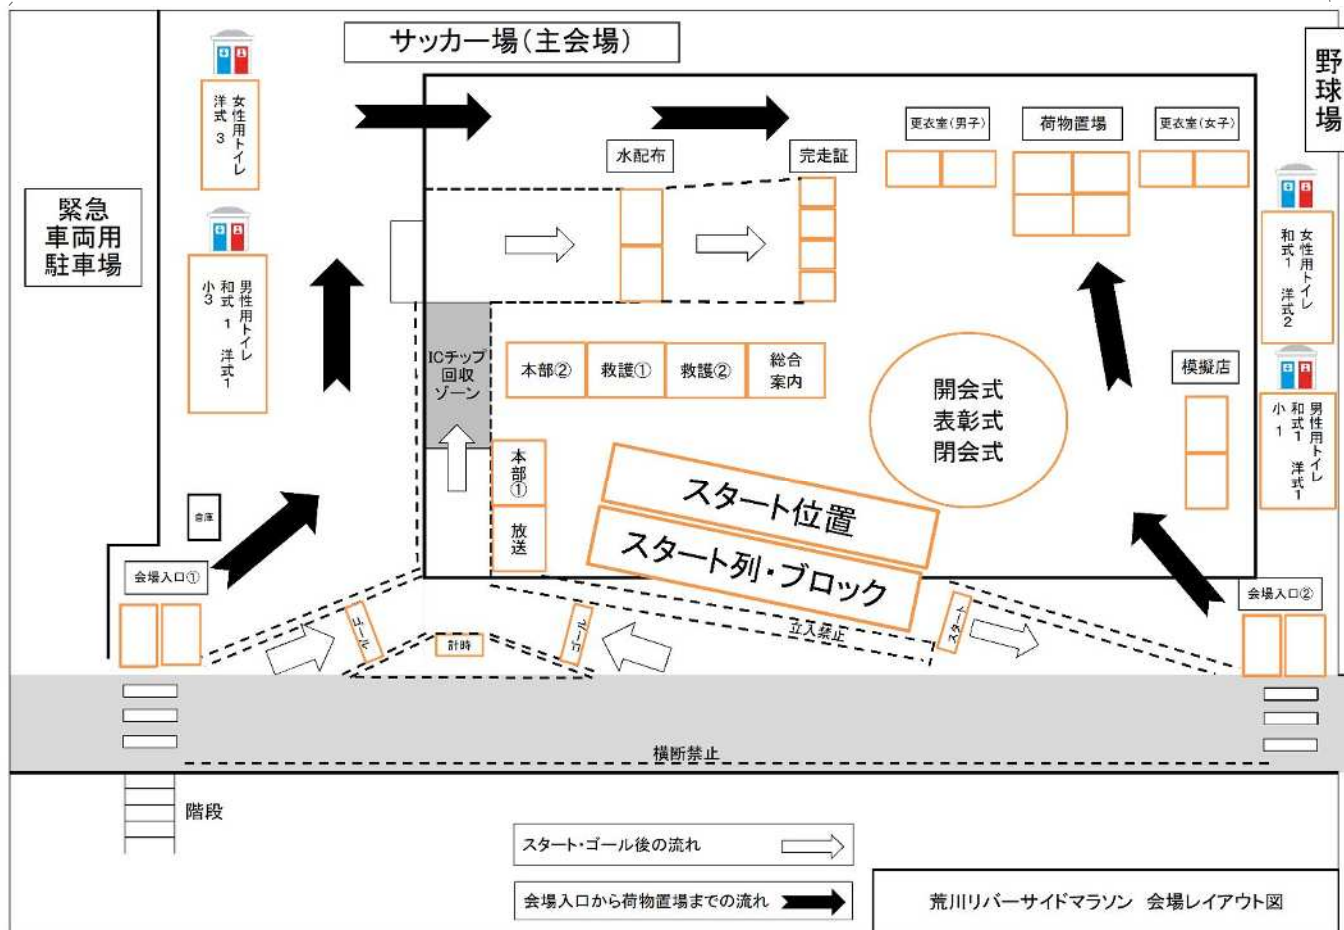 サッカー場(主会場)
野球場
女性用トイレ
洋式 3
水配布
完走証
更衣室(男子)
荷物置場
更衣室(女子)
緊急
車両用
駐車場
男性用トイレ
和式 1 洋式1
小3
女性用トイレ
和式1 洋式2
ICチップ
回収
ゾーン
本部②
救護①
救護②
総合
案内
開会式
表彰式
閉会式
模擬店
男性用トイレ
和式1 洋式1
小 1
本部①
放送
スタート位置
スタート列・ブロック
倉庫
会場入口①
会場入口②
ゴール
計時
ゴール
立入禁止
スタート
横断禁止
階段
スタート・ゴール後の流れ
会場入口から荷物置場までの流れ
荒川リバーサイドマラソン 会場レイアウト図